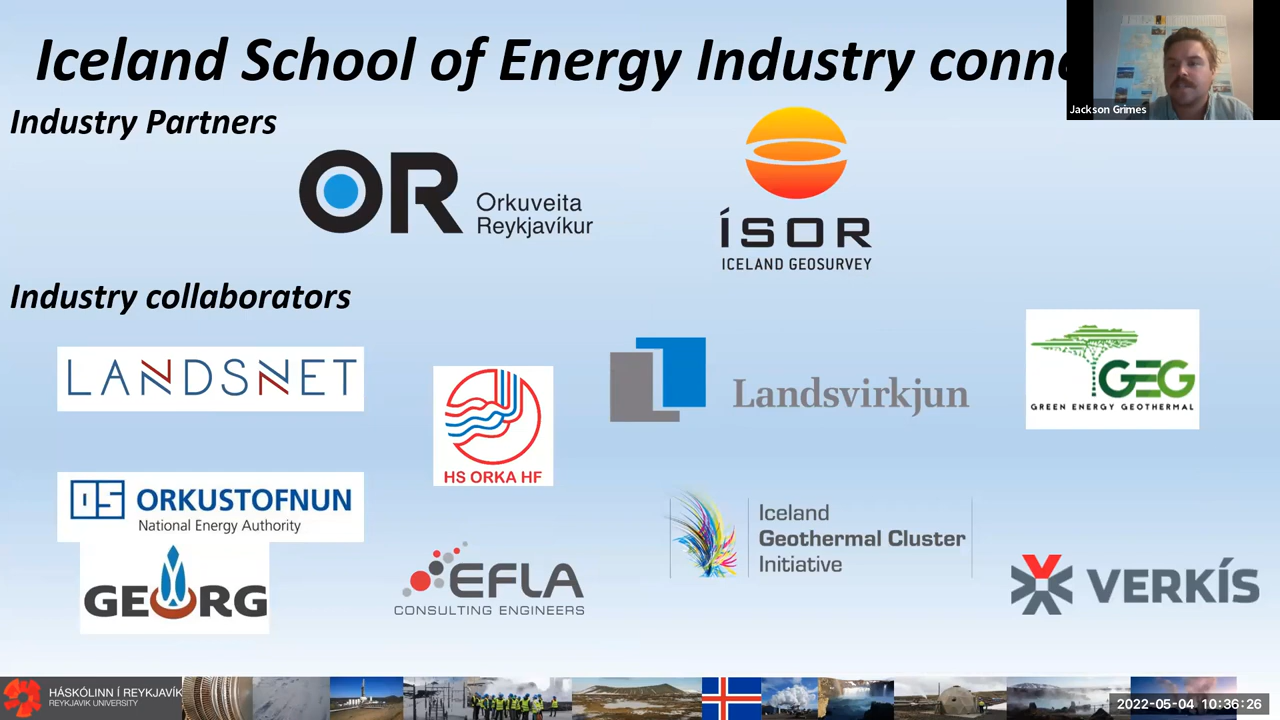 Iceland School of Energy Industry conne
Jackson Grimes
Industry Partners
OR
Orkuveita
Reykjavíkur
ÍSOR
ICELAND GEOSURVEY
Industry collaborators
LANDSNET
HS ORKA HF
Landsvirkjun
GEG
GREEN ENERGY GEOTHERMAL
OS ORKUSTOFNUN
National Energy Authority
GEORG
EFLA
CONSULTING ENGINEERS
Iceland
Geothermal Cluster
Initiative
VERKÍS
HÁSKÓLINN Í REYKJAVÍK
REYKJAVIK UNIVERSITY
2022-05-04 10:36:26